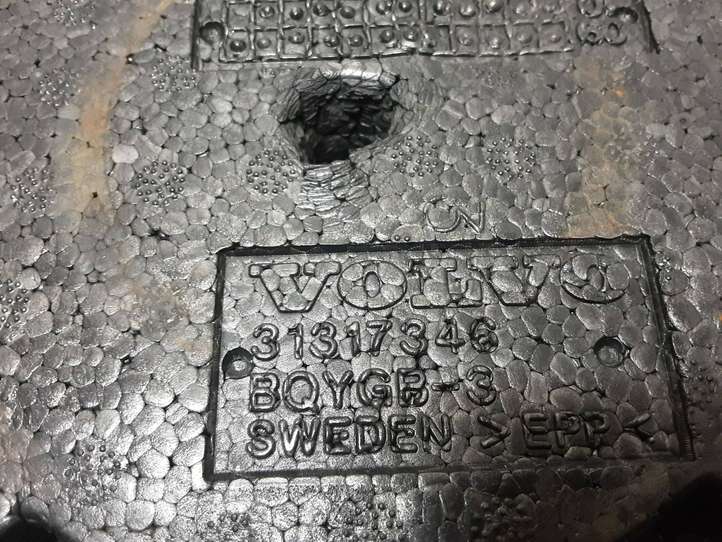 VOLVO
31317346
BQYGB-3
SWEDEN >EPP<